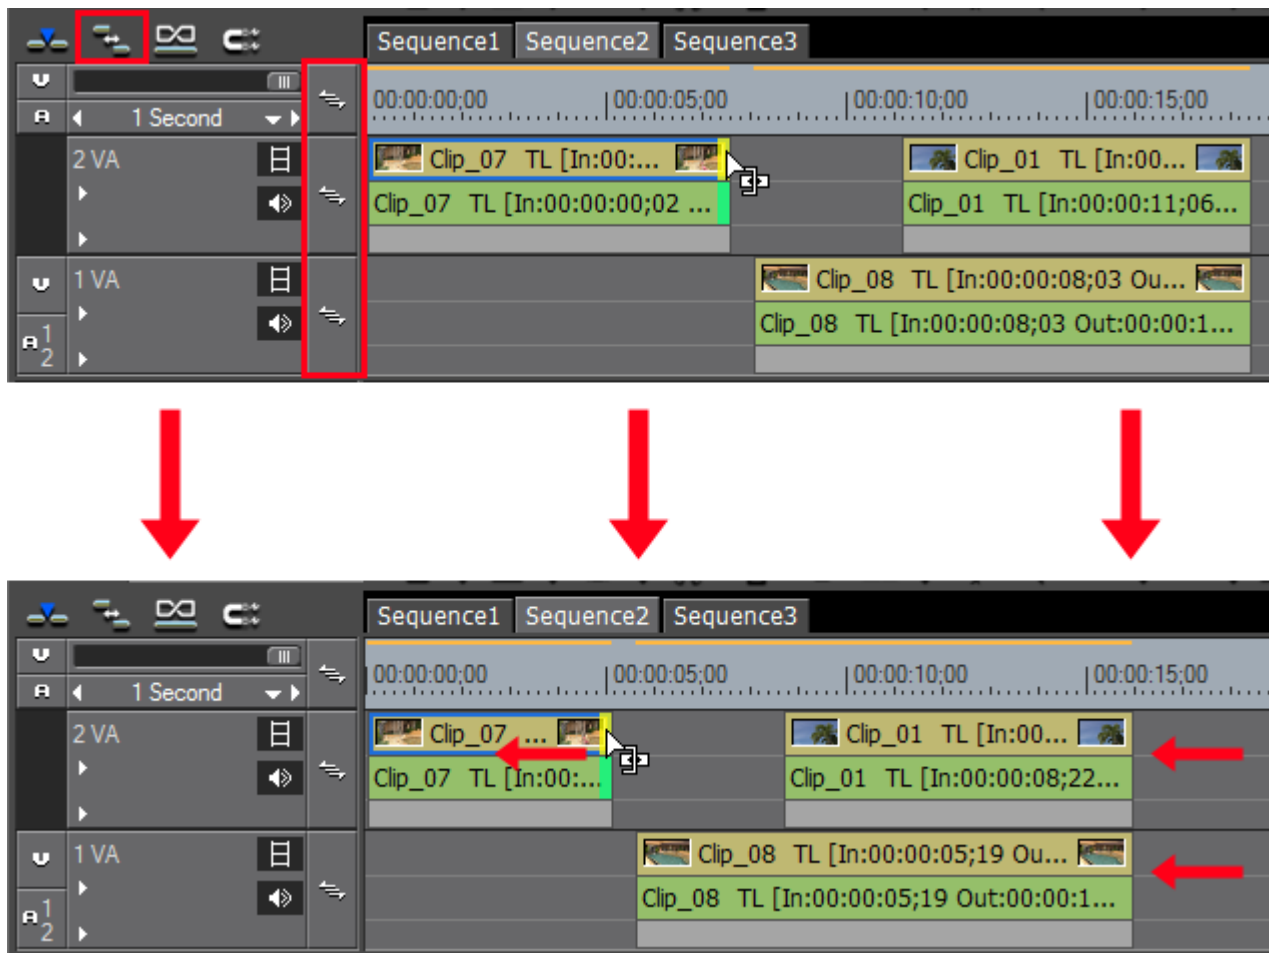 Sequence1 Sequence2 Sequence3
V
00:00:00;00 00:00:05;00 00:00:10;00 00:00:15;00
A 1 Second
2 VA Clip_07 TL [In:00:... Clip_01 TL [In:00...
Clip_07 TL [In:00:00:00;02 ... Clip_01 TL [In:00:00:11;06...
V 1 VA Clip_08 TL [In:00:00:08;03 Ou...
Clip_08 TL [In:00:00:08;03 Out:00:00:1...
A 1
2
Sequence1 Sequence2 Sequence3
V
00:00:00;00 00:00:05;00 00:00:10;00 00:00:15;00
A 1 Second
2 VA Clip_07 ... Clip_01 TL [In:00...
Clip_07 TL [In:00:... Clip_01 TL [In:00:00:08;22...
V 1 VA Clip_08 TL [In:00:00:05;19 Ou...
Clip_08 TL [In:00:00:05;19 Out:00:00:1...
A 1
2